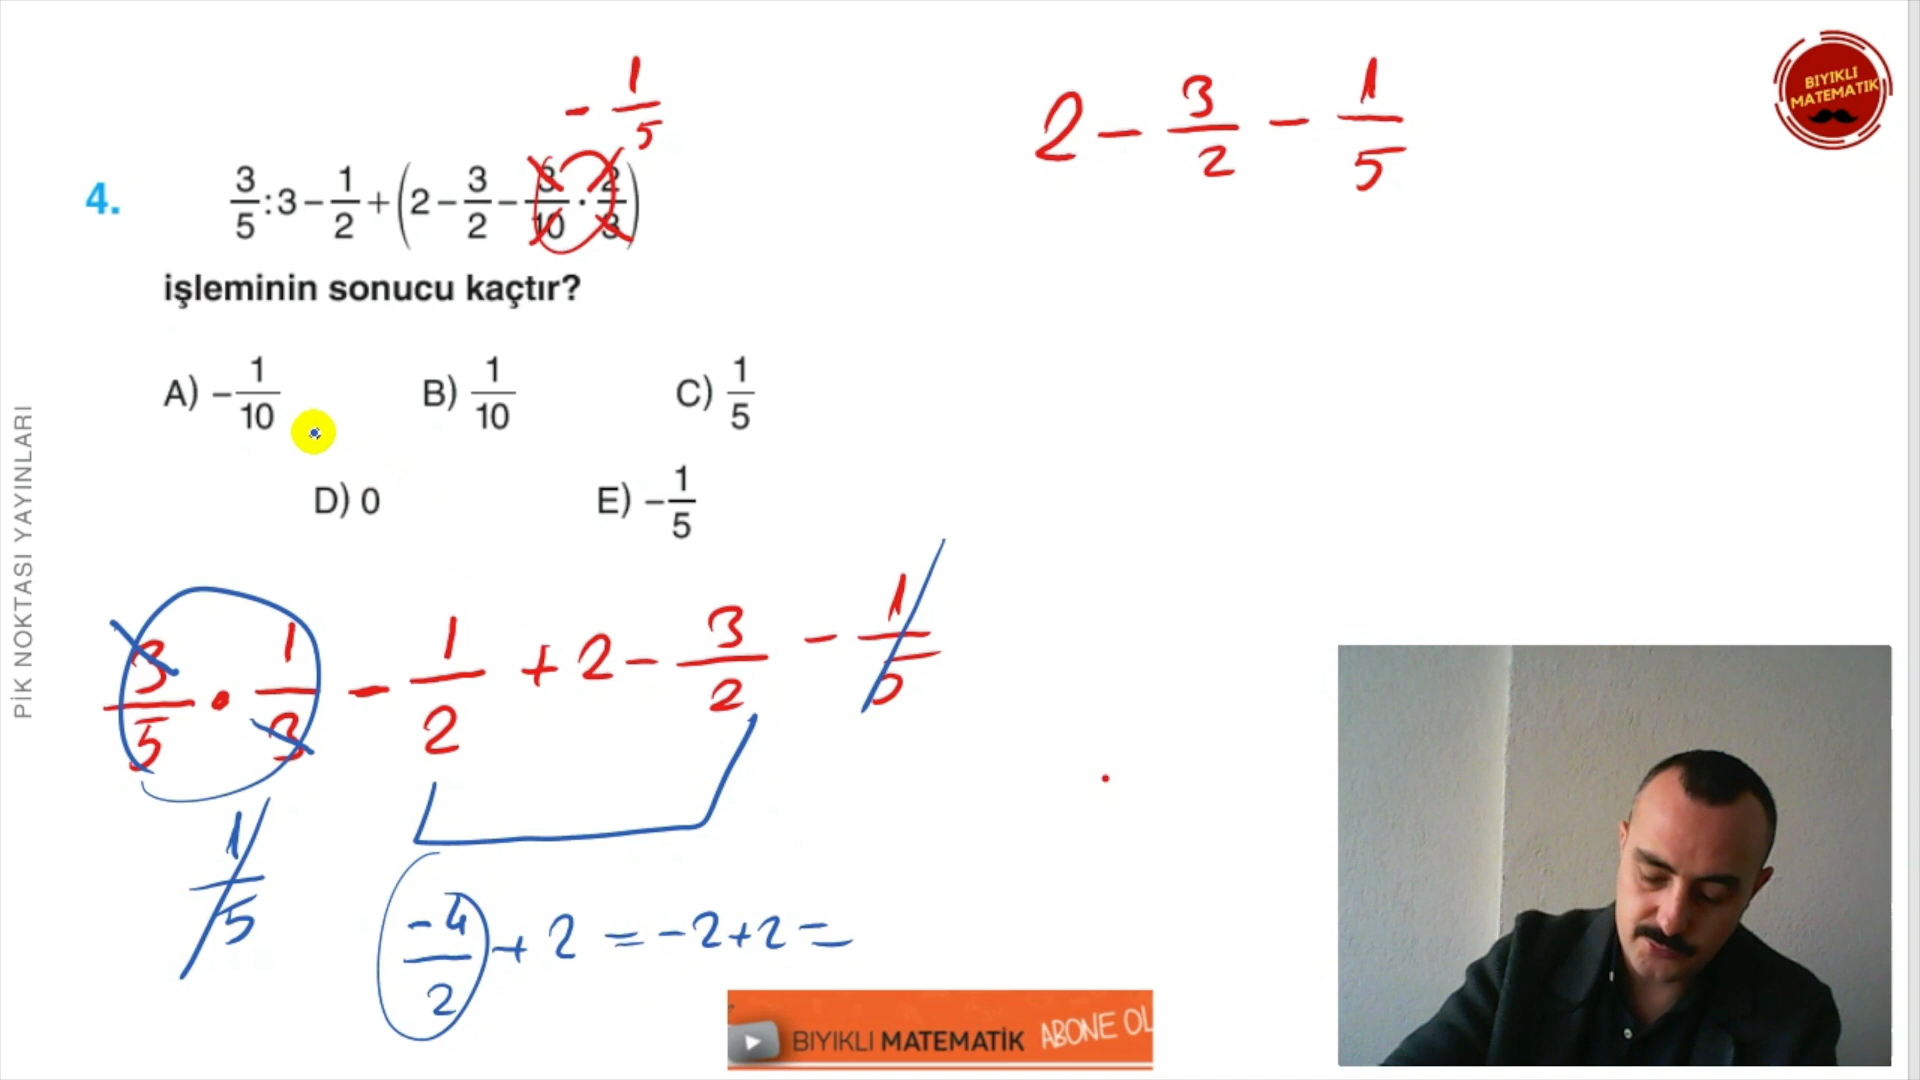 - 1/5
2 - 3/2 - 1/5
BIYIKLI
MATEMATİK
4. 3/5 : 3 - 1/2 + (2 - 3/2 - 3/10 · 2/3)
işleminin sonucu kaçtır?
A) -1/10 B) 1/10 C) 1/5
D) 0 E) -1/5
PİK NOKTASI YAYINLARI
3/5 · 1/3 - 1/2 + 2 - 3/2 - 1/5
1/5
-4/2 + 2 = -2+2 =
BIYIKLI MATEMATİK ABONE OL